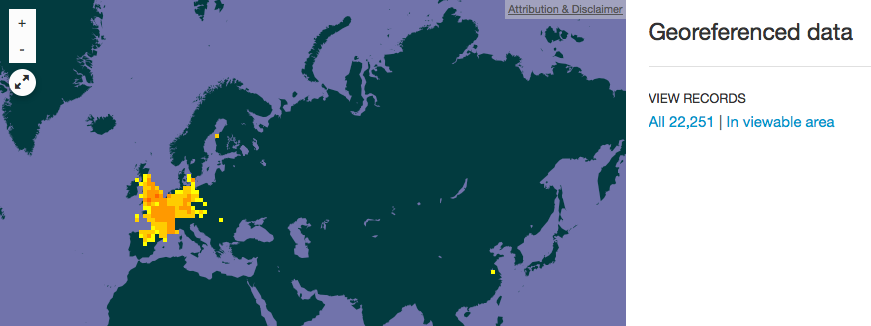 +
-
Attribution & Disclaimer
Georeferenced data
VIEW RECORDS
All 22,251 | In viewable area